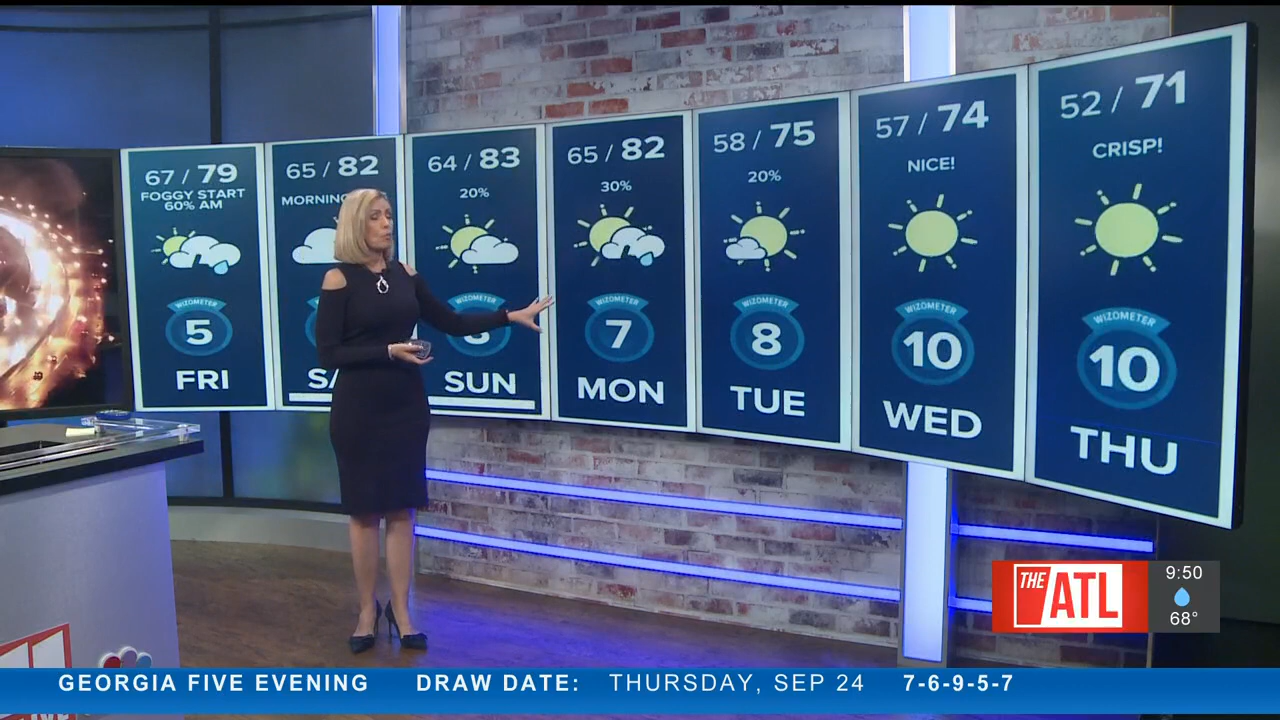 67 / 79
FOGGY START
60% AM
WIZOMETER
5
FRI
65 / 82
64 / 83
20%
WIZOMETER
SUN
65 / 82
30%
WIZOMETER
7
MON
58 / 75
20%
WIZOMETER
8
TUE
57 / 74
NICE!
WIZOMETER
10
WED
52 / 71
CRISP!
WIZOMETER
10
THU
THE ATL
9:50
68°
GEORGIA FIVE EVENING DRAW DATE: THURSDAY, SEP 24 7-6-9-5-7